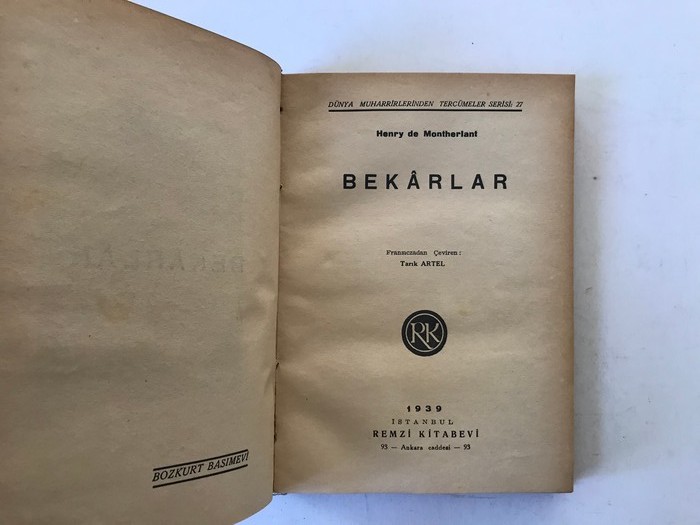 BOZKURT BASIMEVİ
DÜNYA MUHARRİRLERİNDEN TERCÜMELER SERİSİ: 27
Henry de Montherlant
BEKÂRLAR
Fransızcadan Çeviren :
Tarık ARTEL
RK
1939
İSTANBUL
REMZİ KİTABEVİ
93 — Ankara caddesi — 93